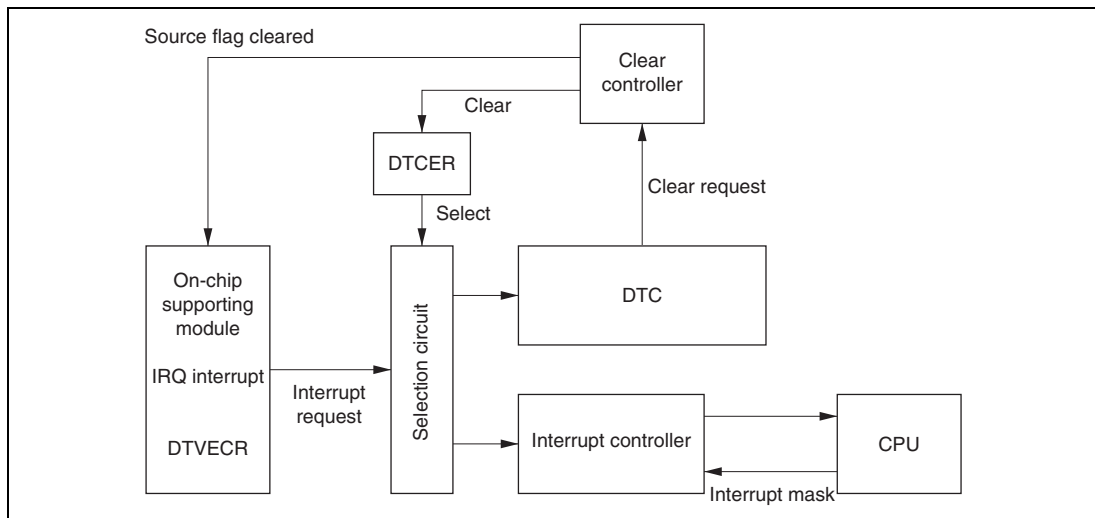 Source flag cleared
Clear
controller
Clear
DTCER
Clear request
Select
On-chip
supporting
module
IRQ interrupt
DTVECR
Interrupt
request
Selection circuit
DTC
Interrupt controller
CPU
Interrupt mask